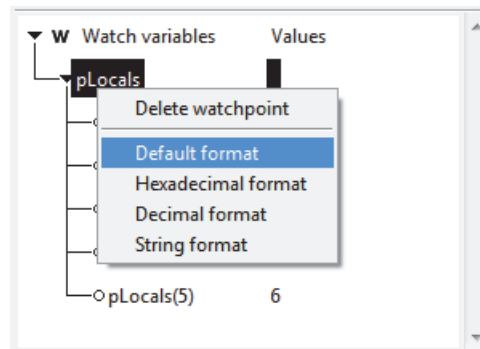 W Watch variables Values
pLocals
Delete watchpoint
Default format
Hexadecimal format
Decimal format
String format
pLocals(5) 6